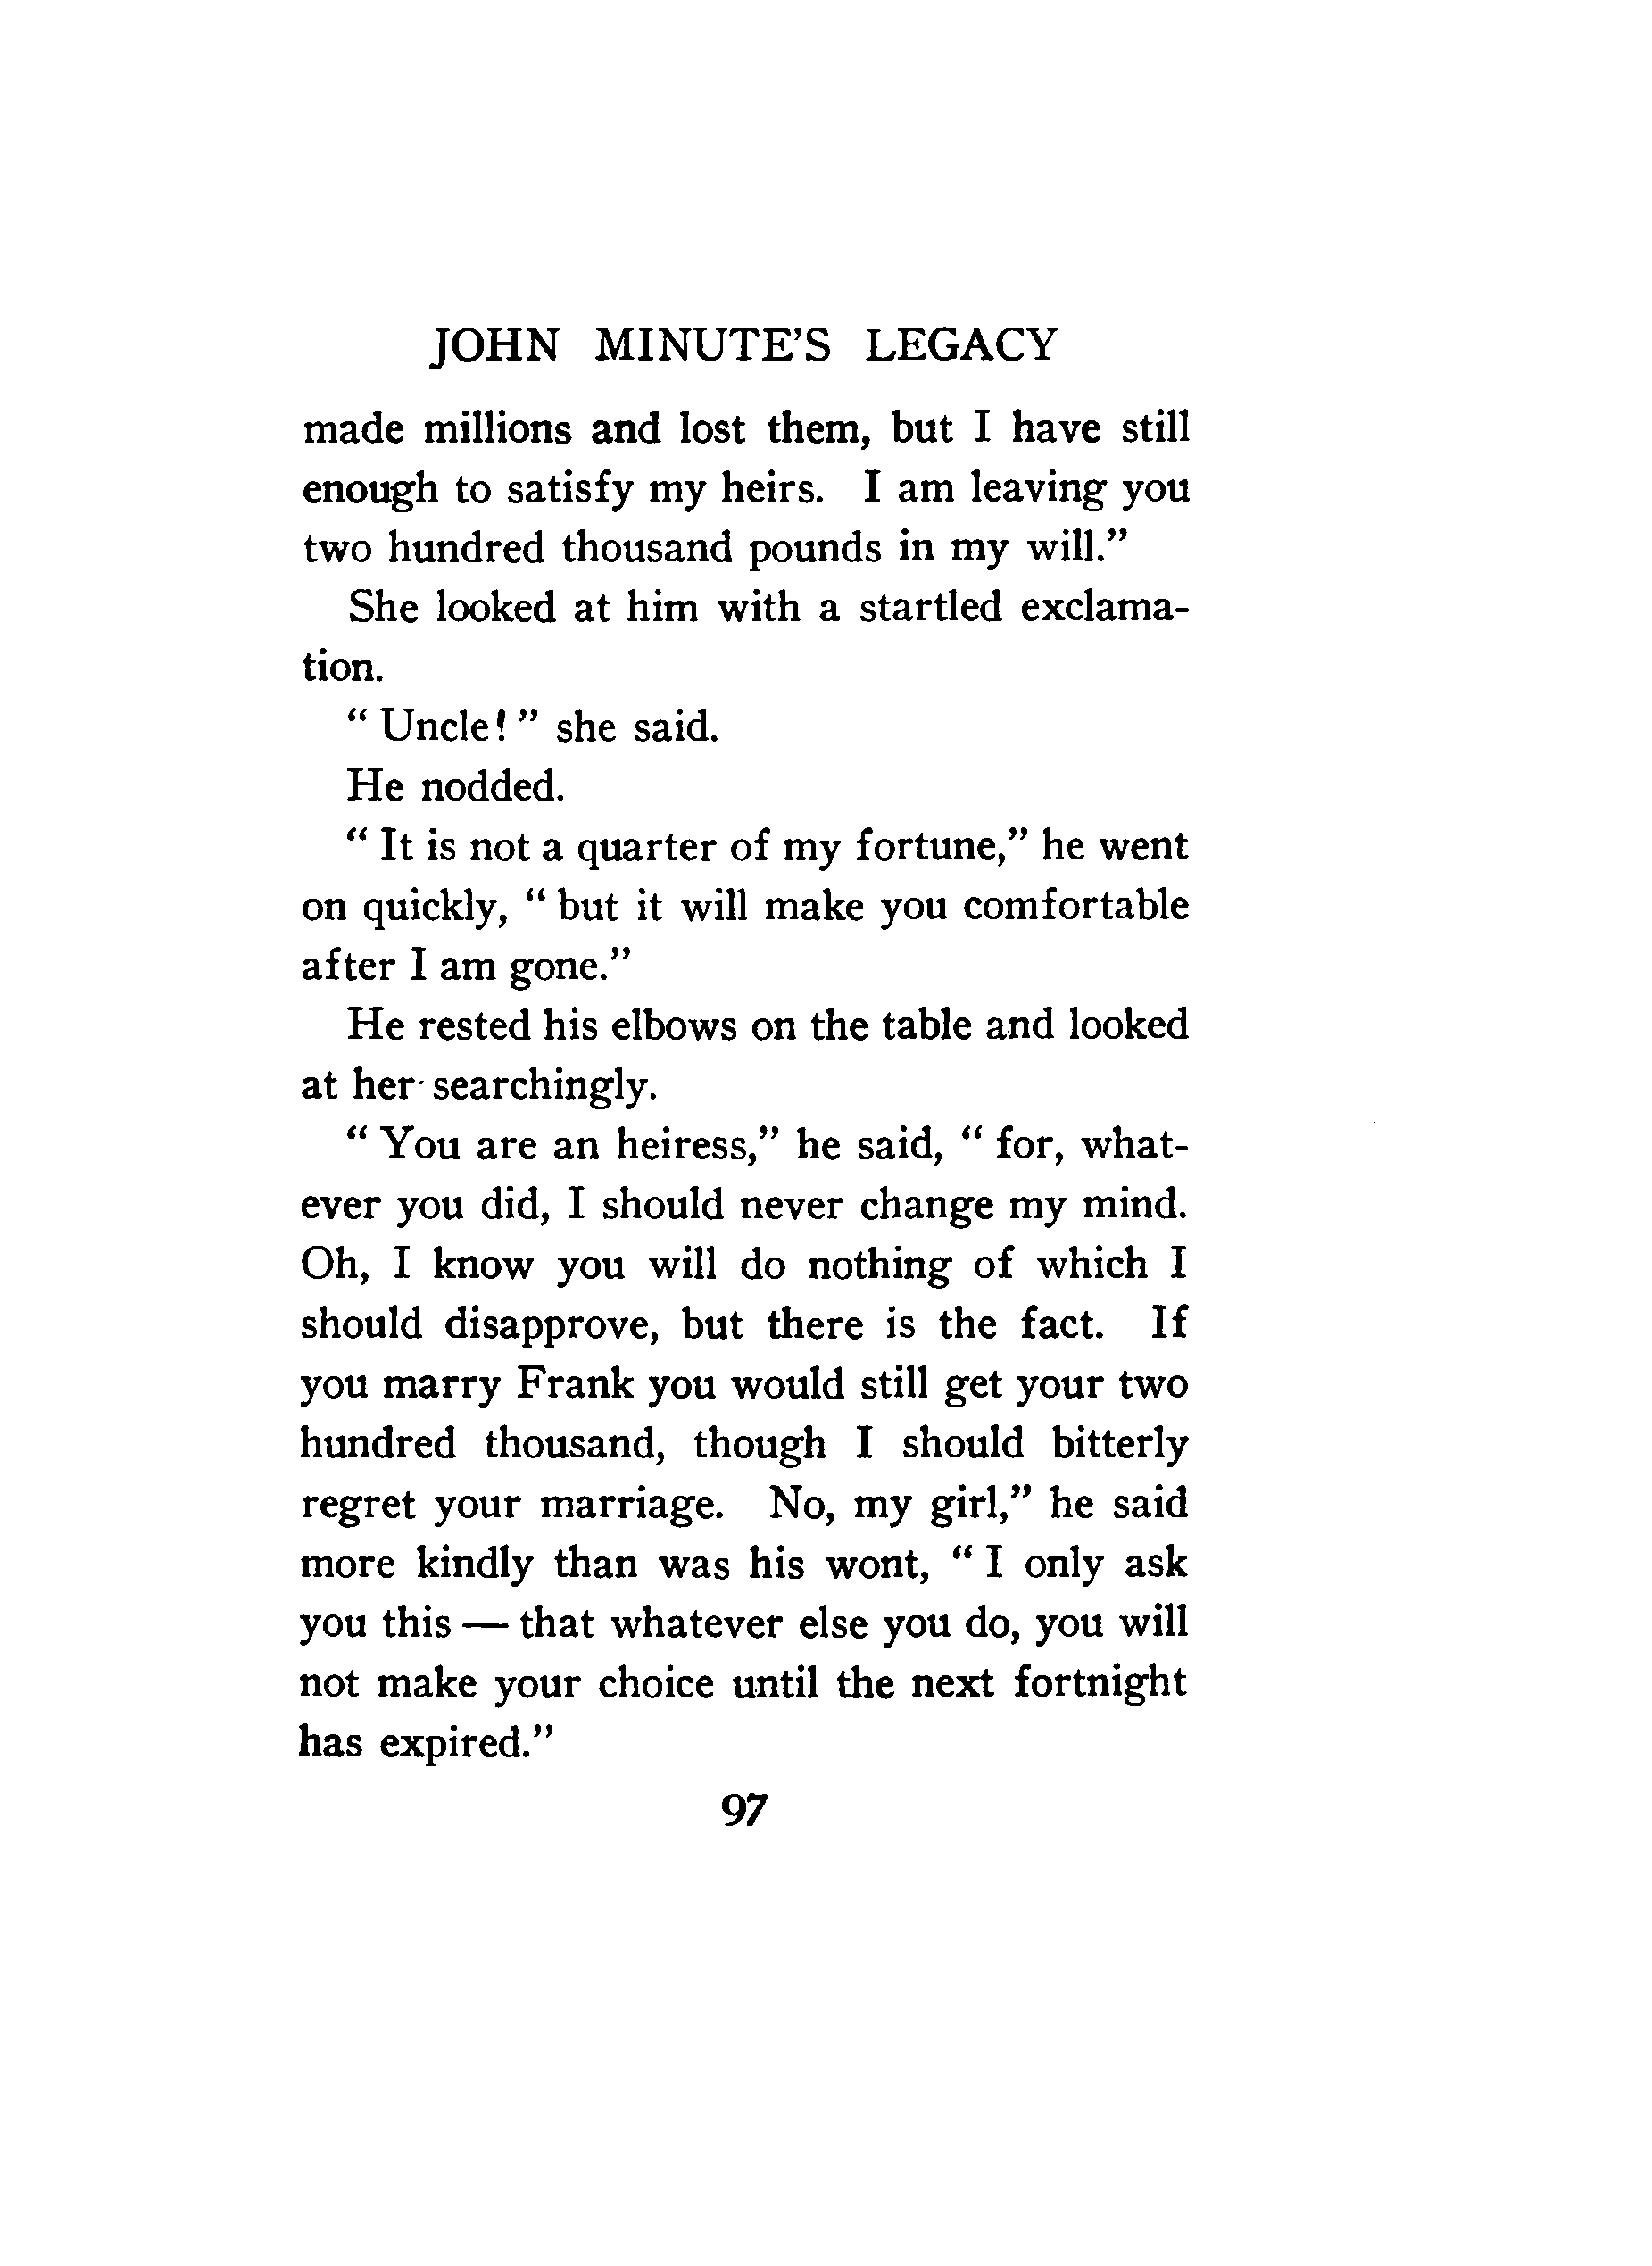 JOHN MINUTE'S LEGACY
made millions and lost them, but I have still
enough to satisfy my heirs. I am leaving you
two hundred thousand pounds in my will.”
She looked at him with a startled exclama-
tion.
“ Uncle! ” she said.
He nodded.
“ It is not a quarter of my fortune,” he went
on quickly, “ but it will make you comfortable
after I am gone.”
He rested his elbows on the table and looked
at her searchingly.
“ You are an heiress,” he said, “ for, what-
ever you did, I should never change my mind.
Oh, I know you will do nothing of which I
should disapprove, but there is the fact. If
you marry Frank you would still get your two
hundred thousand, though I should bitterly
regret your marriage. No, my girl,” he said
more kindly than was his wont, “ I only ask
you this — that whatever else you do, you will
not make your choice until the next fortnight
has expired.”
97